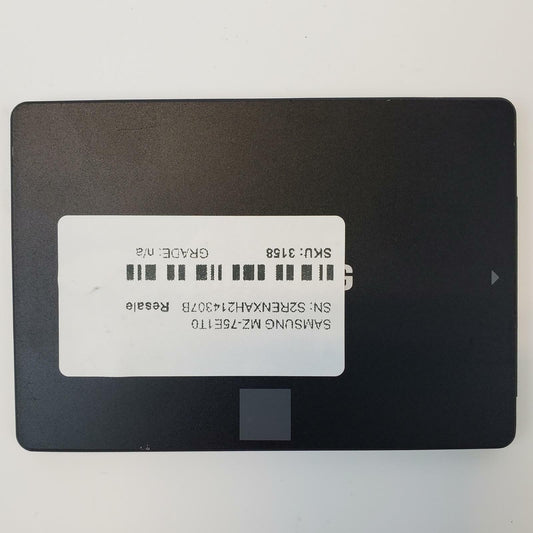 SAMSUNG MZ-75E1T0
SN: S2RENXAH214307B Resale
SKU: 3158 GRADE: n/a